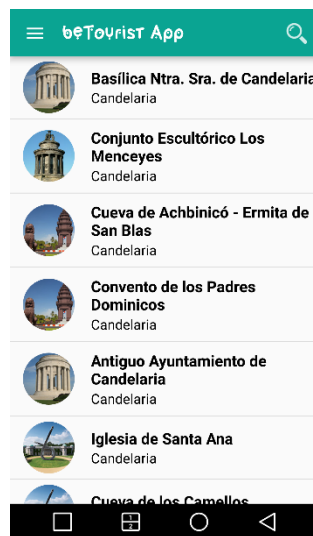 beTourist App
Basílica Ntra. Sra. de Candelaria
Candelaria
Conjunto Escultórico Los
Menceyes
Candelaria
Cueva de Achbinicó - Ermita de
San Blas
Candelaria
Convento de los Padres
Dominicos
Candelaria
Antiguo Ayuntamiento de
Candelaria
Candelaria
Iglesia de Santa Ana
Candelaria
Cueva de los Camellos
1
2